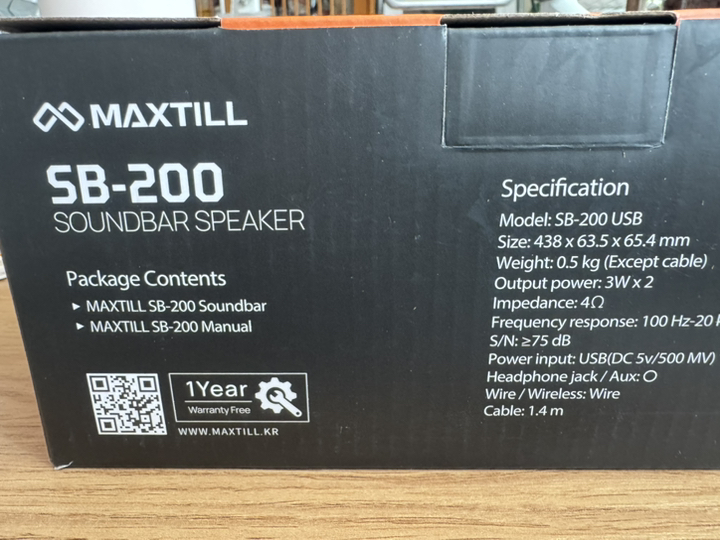 MAXTILL
SB-200
SOUNDBAR SPEAKER
Package Contents
▸ MAXTILL SB-200 Soundbar
▸ MAXTILL SB-200 Manual
1Year
Warranty Free
WWW.MAXTILL.KR
Specification
Model: SB-200 USB
Size: 438 x 63.5 x 65.4 mm
Weight: 0.5 kg (Except cable)
Output power: 3W x 2
Impedance: 4Ω
Frequency response: 100 Hz-20
S/N: ≥75 dB
Power input: USB(DC 5v/500 MV)
Headphone jack / Aux: O
Wire / Wireless: Wire
Cable: 1.4 m